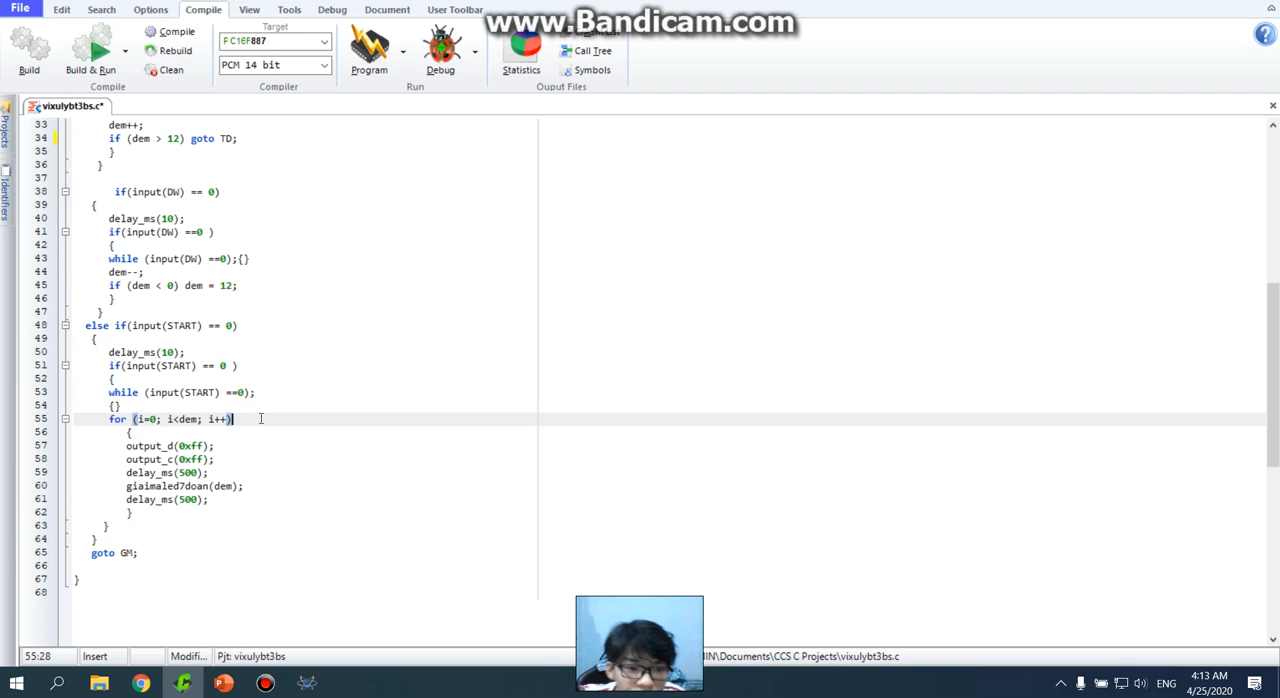 File Edit Search Options Compile View Tools Debug Document User Toolbar
www.Bandicam.com
Build
Build & Run
Compile
Rebuild
Clean
Compile
Target
PC16F887
PCM 14 bit
Compiler
Program
Debug
Run
Statistics
Call Tree
Symbols
Ouput Files
vixulybt3bs.c*
Projects
Identifiers
33 dem++;
34 if (dem > 12) goto TD;
35 }
36 }
37
38 if(input(DW) == 0)
39 {
40 delay_ms(10);
41 if(input(DW) ==0 )
42 {
43 while (input(DW) ==0);{}
44 dem--;
45 if (dem < 0) dem = 12;
46 }
47 }
48 else if(input(START) == 0)
49 {
50 delay_ms(10);
51 if(input(START) == 0 )
52 {
53 while (input(START) ==0);
54 {}
55 for (i=0; i<dem; i++)
56 {
57 output_d(0xff);
58 output_c(0xff);
59 delay_ms(500);
60 giaimaled7doan(dem);
61 delay_ms(500);
62 }
63 }
64 }
65 goto GM;
66
67 }
68
55:28 Insert Modifi... Pjt: vixulybt3bs IN\Documents\CCS C Projects\vixulybt3bs.c
ENG
4:13 AM
4/25/2020